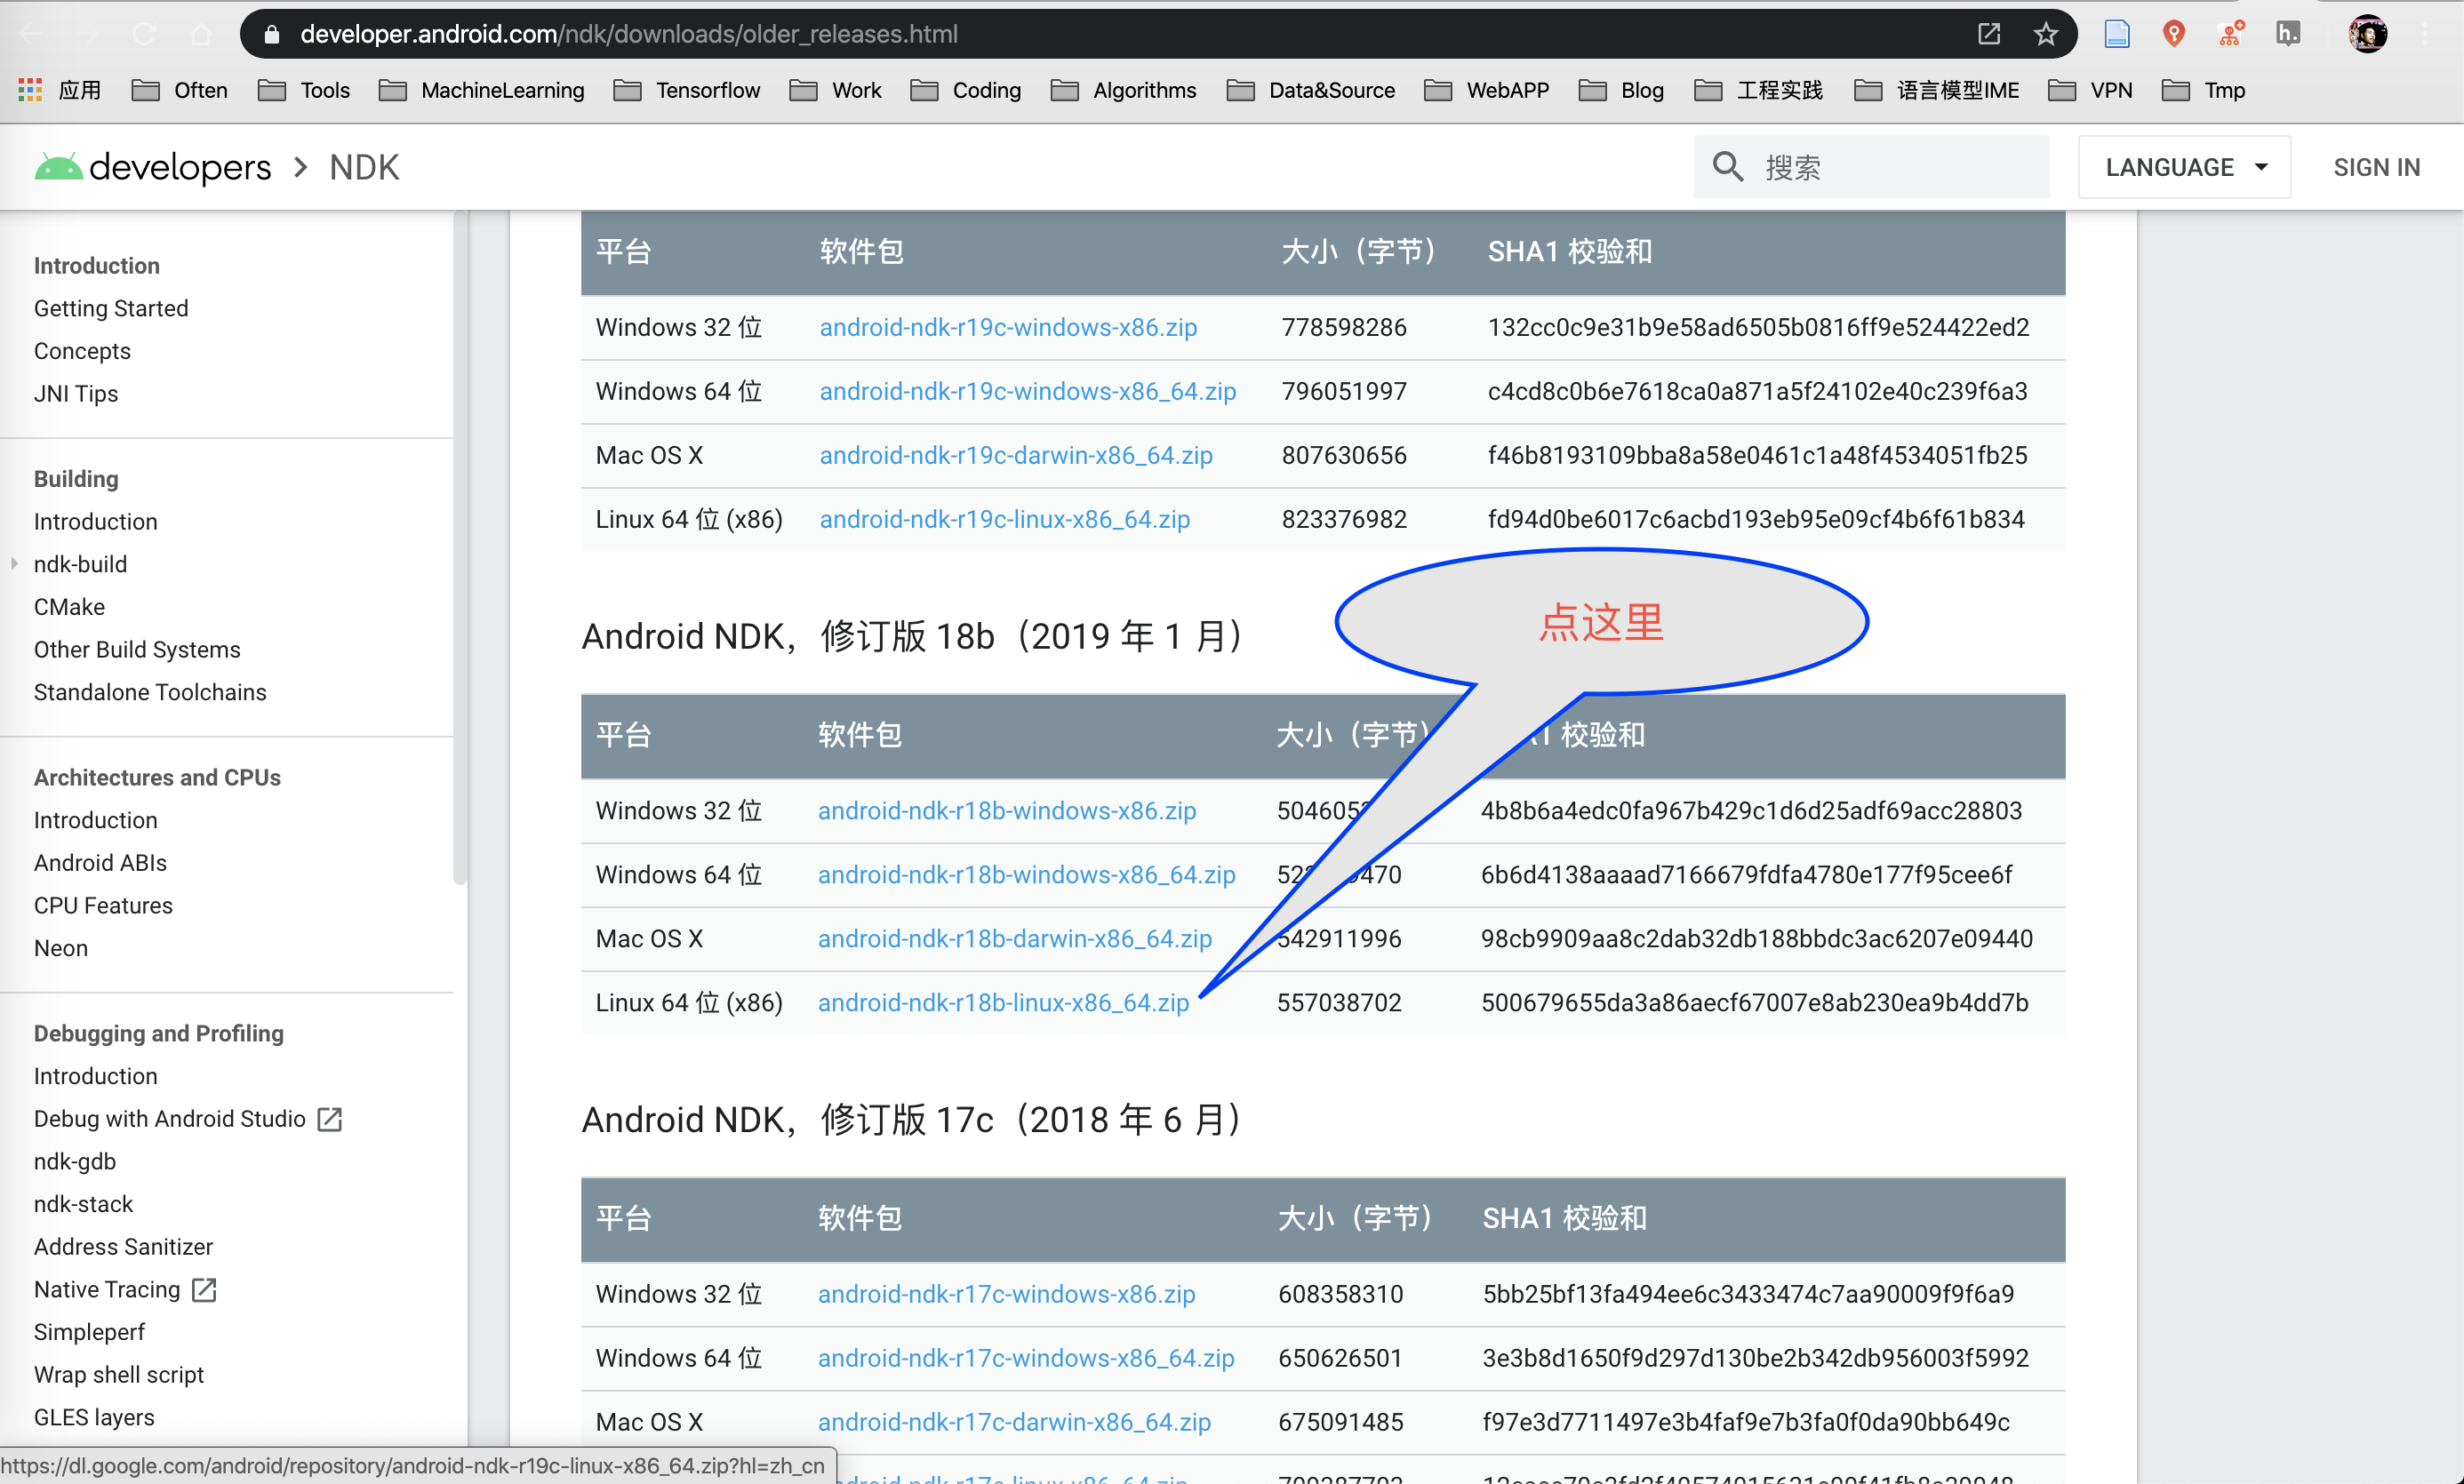 developer.android.com/ndk/downloads/older_releases.html
应用 Often Tools MachineLearning Tensorflow Work Coding Algorithms Data&Source WebAPP Blog 工程实践 语言模型IME VPN Tmp
developers > NDK 搜索 LANGUAGE SIGN IN
Introduction
Getting Started
Concepts
JNI Tips
Building
Introduction
ndk-build
CMake
Other Build Systems
Standalone Toolchains
Architectures and CPUs
Introduction
Android ABIs
CPU Features
Neon
Debugging and Profiling
Introduction
Debug with Android Studio
ndk-gdb
ndk-stack
Address Sanitizer
Native Tracing
Simpleperf
Wrap shell script
GLES layers
平台 软件包 大小（字节） SHA1 校验和
Windows 32 位 android-ndk-r19c-windows-x86.zip 778598286 132cc0c9e31b9e58ad6505b0816ff9e524422ed2
Windows 64 位 android-ndk-r19c-windows-x86_64.zip 796051997 c4cd8c0b6e7618ca0a871a5f24102e40c239f6a3
Mac OS X android-ndk-r19c-darwin-x86_64.zip 807630656 f46b8193109bba8a58e0461c1a48f4534051fb25
Linux 64 位 (x86) android-ndk-r19c-linux-x86_64.zip 823376982 fd94d0be6017c6acbd193eb95e09cf4b6f61b834
点这里
Android NDK，修订版 18b（2019 年 1 月）
平台 软件包 大小（字节） 校验和
Windows 32 位 android-ndk-r18b-windows-x86.zip 4b8b6a4edc0fa967b429c1d6d25adf69acc28803
Windows 64 位 android-ndk-r18b-windows-x86_64.zip 6b6d4138aaaad7166679fdfa4780e177f95cee6f
Mac OS X android-ndk-r18b-darwin-x86_64.zip 542911996 98cb9909aa8c2dab32db188bbdc3ac6207e09440
Linux 64 位 (x86) android-ndk-r18b-linux-x86_64.zip 557038702 500679655da3a86aecf67007e8ab230ea9b4dd7b
Android NDK，修订版 17c（2018 年 6 月）
平台 软件包 大小（字节） SHA1 校验和
Windows 32 位 android-ndk-r17c-windows-x86.zip 608358310 5bb25bf13fa494ee6c3433474c7aa90009f9f6a9
Windows 64 位 android-ndk-r17c-windows-x86_64.zip 650626501 3e3b8d1650f9d297d130be2b342db956003f5992
Mac OS X android-ndk-r17c-darwin-x86_64.zip 675091485 f97e3d7711497e3b4faf9e7b3fa0f0da90bb649c
https://dl.google.com/android/repository/android-ndk-r19c-linux-x86_64.zip?hl=zh_cn